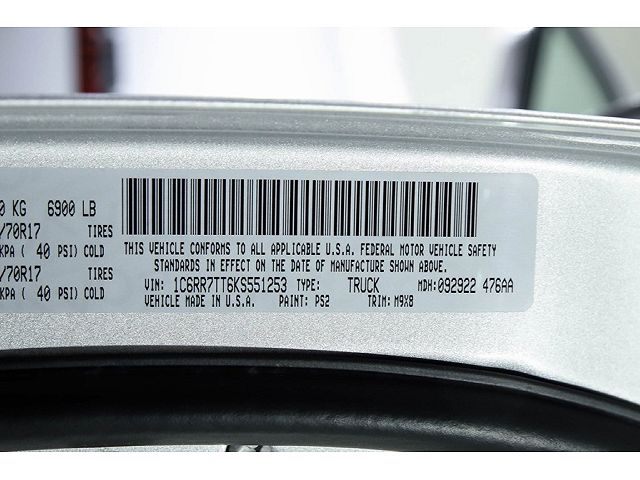 0 KG 6900 LB
/70R17 TIRES
KPA ( 40 PSI) COLD
/70R17 TIRES
KPA ( 40 PSI) COLD
THIS VEHICLE CONFORMS TO ALL APPLICABLE U.S.A. FEDERAL MOTOR VEHICLE SAFETY
STANDARDS IN EFFECT ON THE DATE OF MANUFACTURE SHOWN ABOVE.
VIN: 1C6RR7TT6KS551253 TYPE: TRUCK MDH: 092922 476AA
VEHICLE MADE IN U.S.A. PAINT: PS2 TRIM: M9X8